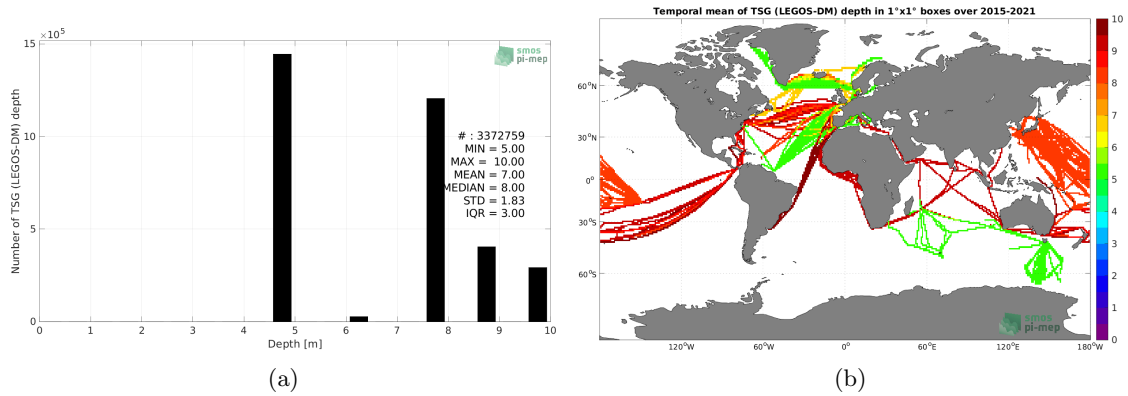 ×10⁵
15
10
5
0
Number of TSG (LEGOS-DM) depth
smos
pi-mep
# : 3372759
MIN = 5.00
MAX = 10.00
MEAN = 7.00
MEDIAN = 8.00
STD = 1.83
IQR = 3.00
0 1 2 3 4 5 6 7 8 9 10
Depth [m]
(a)
Temporal mean of TSG (LEGOS-DM) depth in 1°x1° boxes over 2015-2021
60°N
30°N
0°
30°S
60°S
120°W 60°W 0° 60°E 120°E 180°W
smos
pi-mep
10
9
8
7
6
5
4
3
2
1
0
(b)